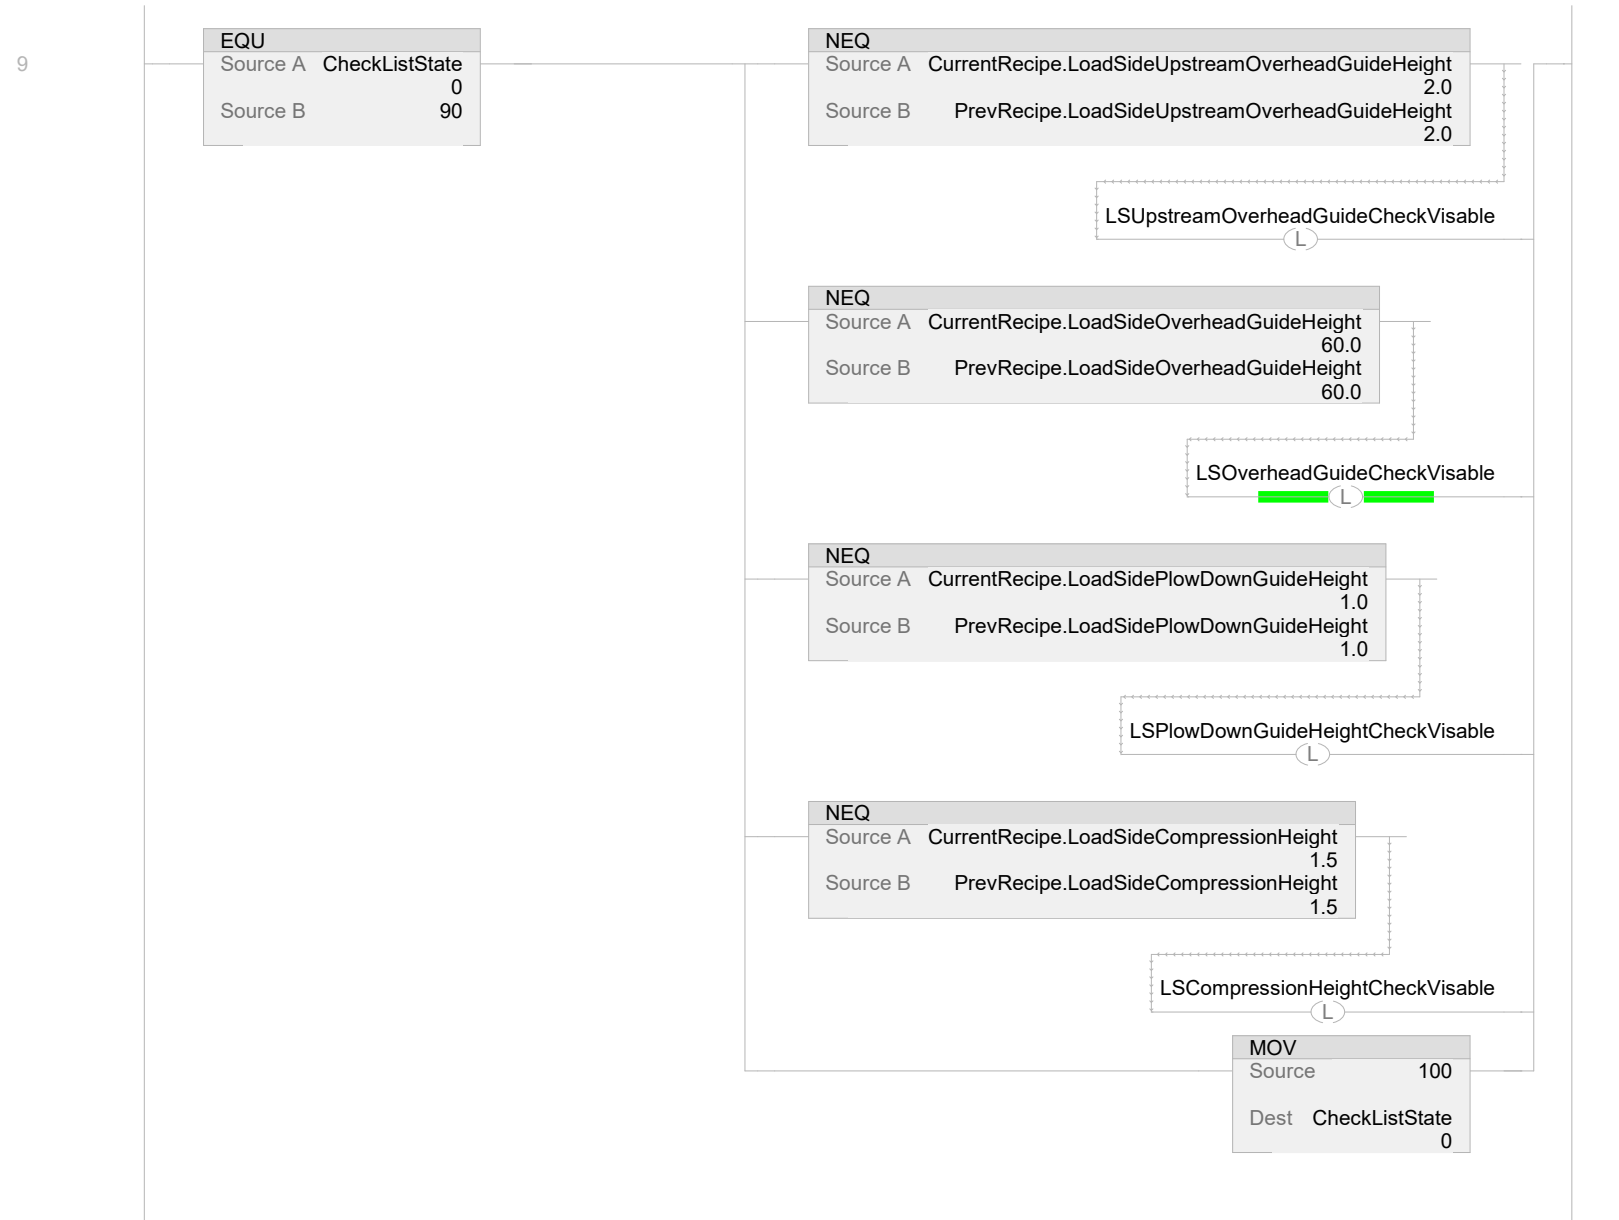 9
EQU
Source A CheckListState
0
Source B 90
NEQ
Source A CurrentRecipe.LoadSideUpstreamOverheadGuideHeight
2.0
Source B PrevRecipe.LoadSideUpstreamOverheadGuideHeight
2.0
LSUpstreamOverheadGuideCheckVisable
L
NEQ
Source A CurrentRecipe.LoadSideOverheadGuideHeight
60.0
Source B PrevRecipe.LoadSideOverheadGuideHeight
60.0
LSOverheadGuideCheckVisable
L
NEQ
Source A CurrentRecipe.LoadSidePlowDownGuideHeight
1.0
Source B PrevRecipe.LoadSidePlowDownGuideHeight
1.0
LSPlowDownGuideHeightCheckVisable
L
NEQ
Source A CurrentRecipe.LoadSideCompressionHeight
1.5
Source B PrevRecipe.LoadSideCompressionHeight
1.5
LSCompressionHeightCheckVisable
L
MOV
Source 100
Dest CheckListState
0